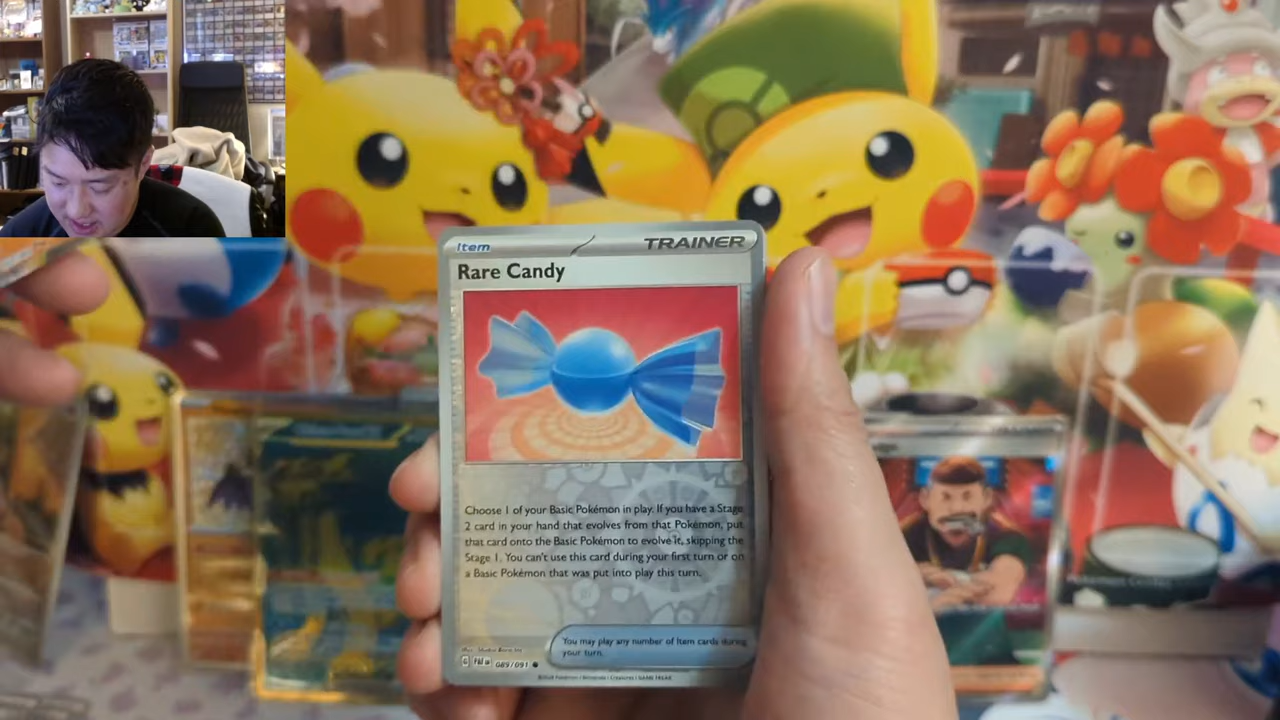 Item
TRAINER
Rare Candy
Choose 1 of your Basic Pokémon in play. If you have a Stage
2 card in your hand that evolves from that Pokémon, put
that card onto the Basic Pokémon to evolve it, skipping the
Stage 1. You can't use this card during your first turn or on
a Basic Pokémon that was put into play this turn.
You may play any number of Item cards during
your turn.
089/091